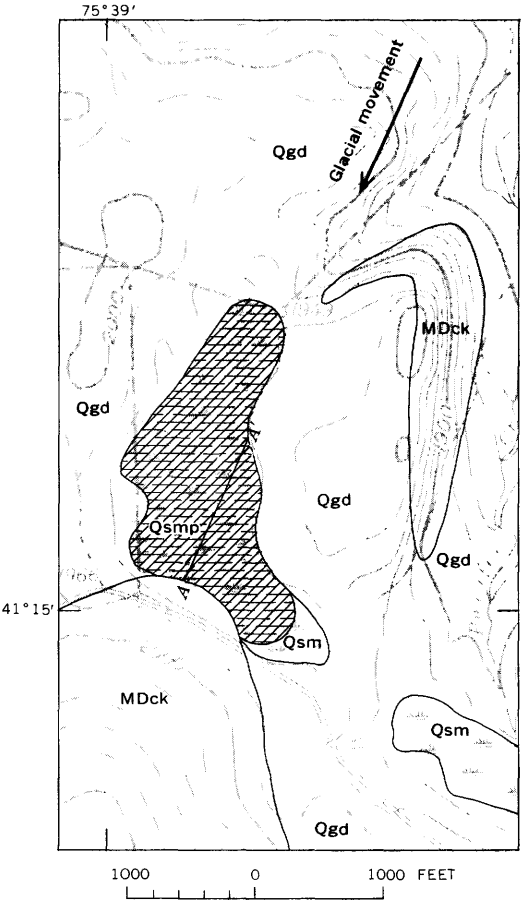 75°39'
Glacial movement
Qgd
MDck
Qgd
A'
Qgd
Qsmp
Qgd
A
41°15'
Qsm
MDck
Qsm
Qgd
1000 0 1000 FEET